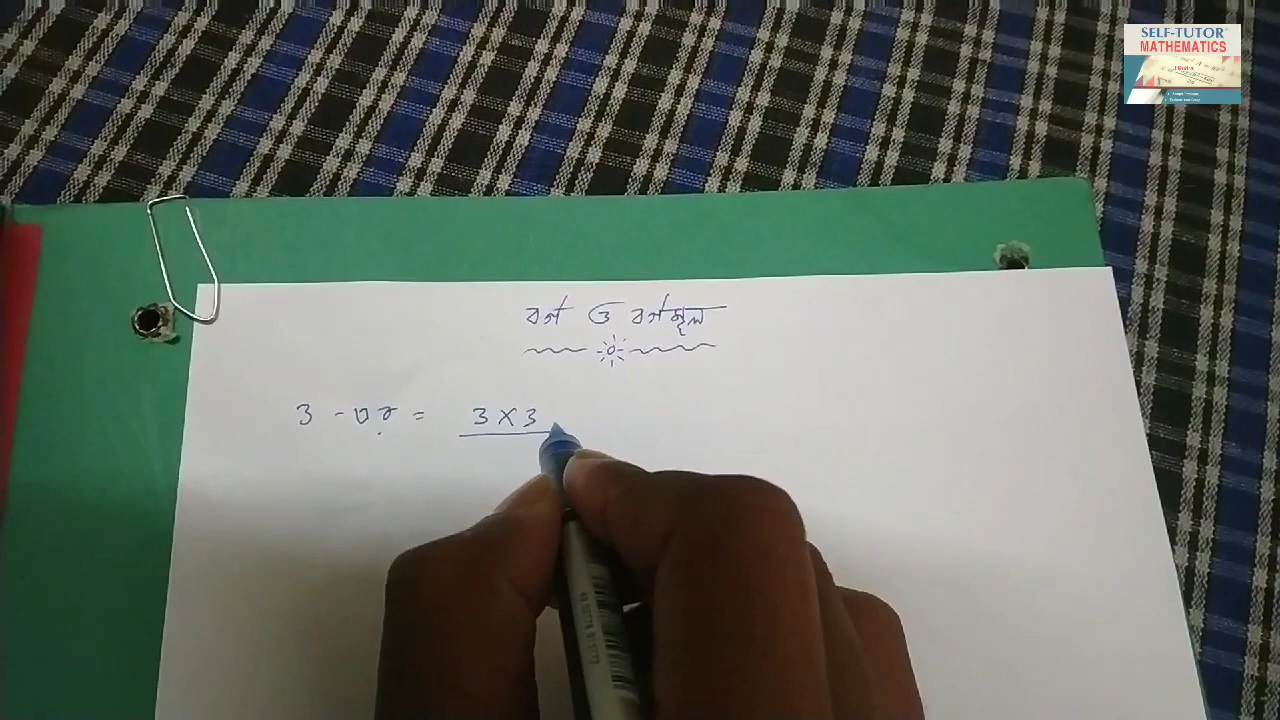 SELF-TUTOR
MATHEMATICS
বর্গ ও বর্গমূল
3 - এর = 3 × 3